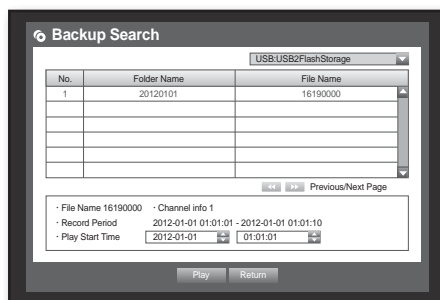 Backup Search
USB:USB2FlashStorage
No. Folder Name File Name
1 20120101 16190000
Previous/Next Page
· File Name 16190000 · Channel info 1
· Record Period 2012-01-01 01:01:01 - 2012-01-01 01:01:10
· Play Start Time 2012-01-01 01:01:01
Play Return